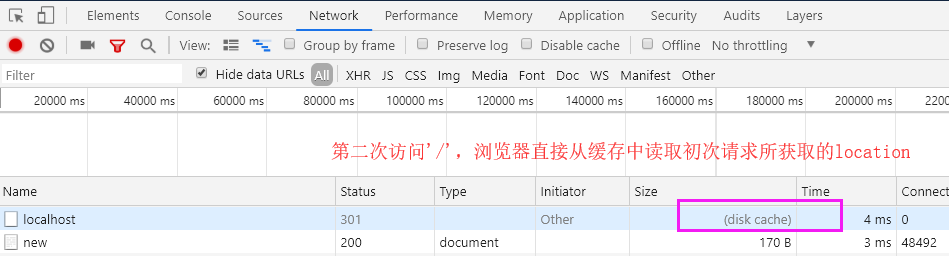 Elements Console Sources Network Performance Memory Application Security Audits Layers
View: Group by frame Preserve log Disable cache Offline No throttling
Filter Hide data URLs All XHR JS CSS Img Media Font Doc WS Manifest Other
20000 ms 40000 ms 60000 ms 80000 ms 100000 ms 120000 ms 140000 ms 160000 ms 180000 ms 200000 ms 2200
第二次访问'/'，浏览器直接从缓存中读取初次请求所获取的location
Name Status Type Initiator Size Time Connect
localhost 301 Other (disk cache) 4 ms 0
new 200 document 170 B 3 ms 48492